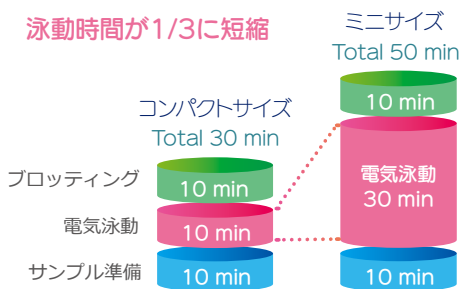 泳動時間が1/3に短縮
ミニサイズ
Total 50 min
コンパクトサイズ
Total 30 min
10 min
ブロッティング
10 min
電気泳動
30 min
電気泳動
10 min
サンプル準備
10 min
10 min